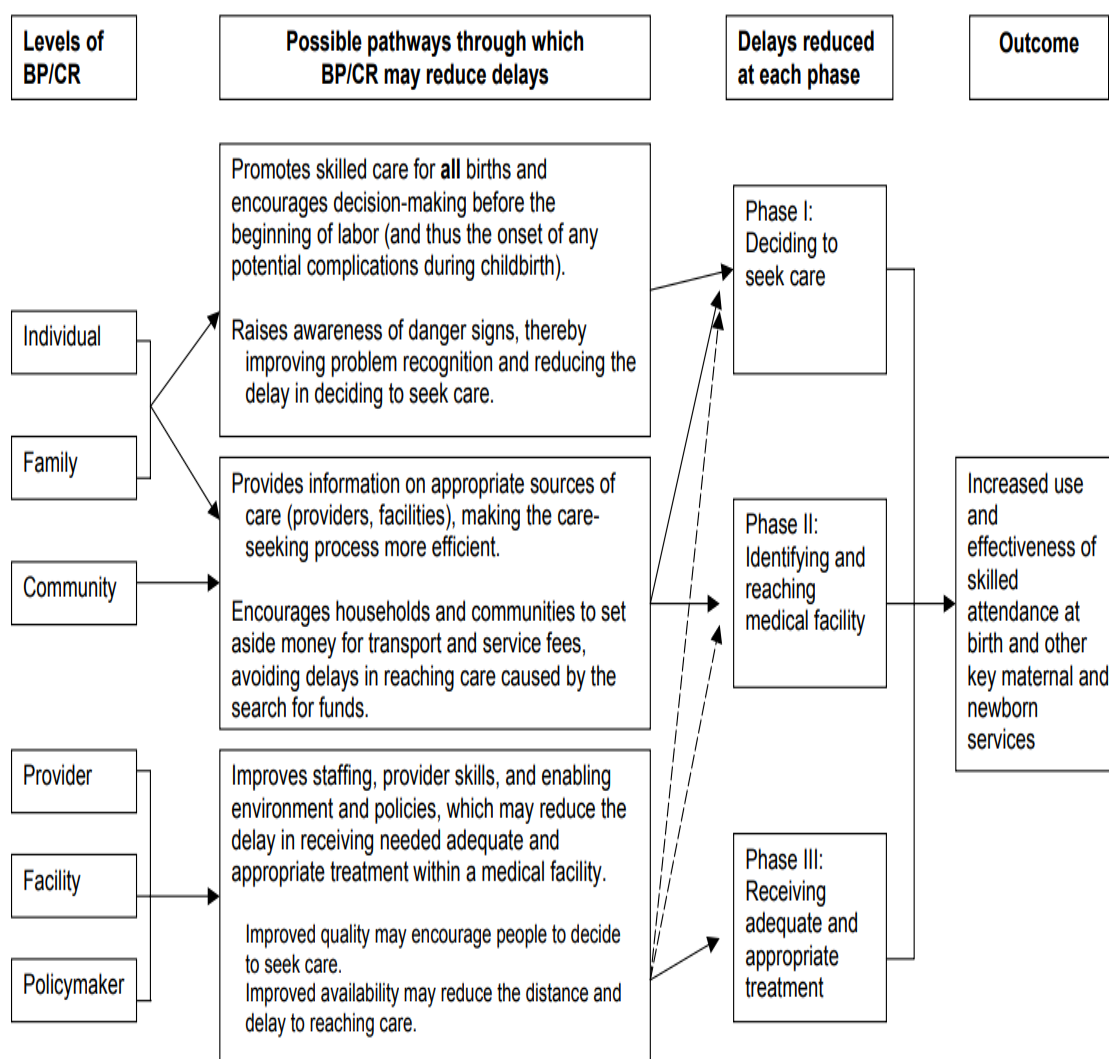 Levels of
BP/CR
Possible pathways through which
BP/CR may reduce delays
Delays reduced
at each phase
Outcome
Individual
Family
Community
Provider
Facility
Policymaker
Promotes skilled care for all births and
encourages decision-making before the
beginning of labor (and thus the onset of any
potential complications during childbirth).
Raises awareness of danger signs, thereby
improving problem recognition and reducing the
delay in deciding to seek care.
Provides information on appropriate sources of
care (providers, facilities), making the care-
seeking process more efficient.
Encourages households and communities to set
aside money for transport and service fees,
avoiding delays in reaching care caused by the
search for funds.
Improves staffing, provider skills, and enabling
environment and policies, which may reduce the
delay in receiving needed adequate and
appropriate treatment within a medical facility.
Improved quality may encourage people to decide
to seek care.
Improved availability may reduce the distance and
delay to reaching care.
Phase I:
Deciding to
seek care
Phase II:
Identifying and
reaching
medical facility
Phase III:
Receiving
adequate and
appropriate
treatment
Increased use
and
effectiveness of
skilled
attendance at
birth and other
key maternal and
newborn
services